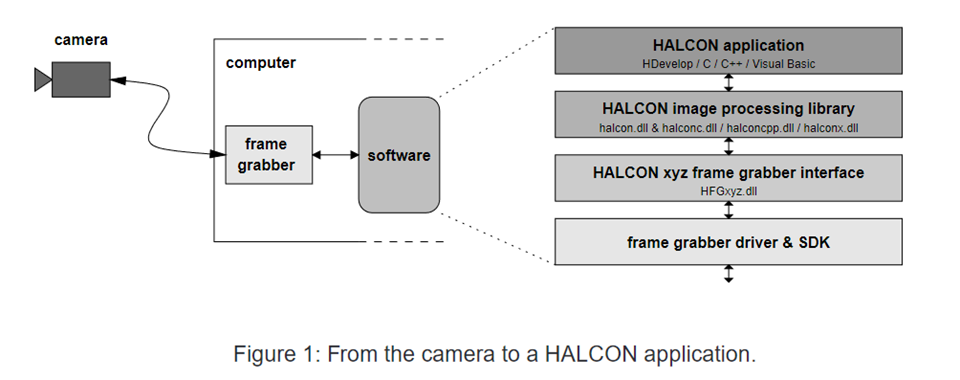 camera
computer
frame
grabber
software
HALCON application
HDevelop / C / C++ / Visual Basic
HALCON image processing library
halcon.dll & halconc.dll / halconcpp.dll / halconx.dll
HALCON xyz frame grabber interface
HFGxyz.dll
frame grabber driver & SDK
Figure 1: From the camera to a HALCON application.